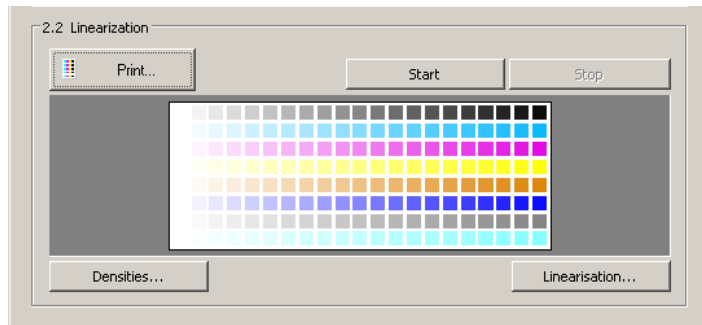 2.2 Linearization
Print... Start Stop
Densities... Linearisation...